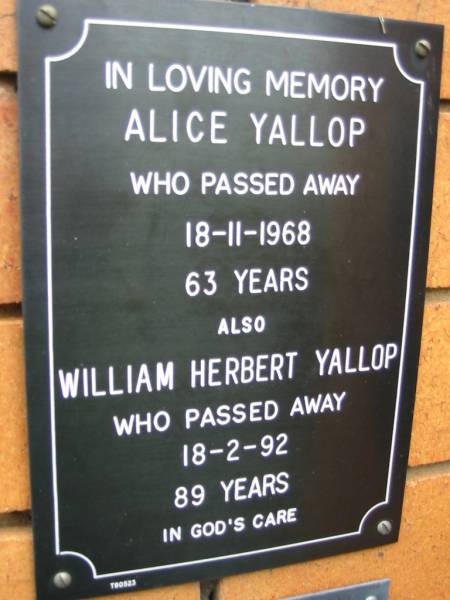 IN LOVING MEMORY
ALICE YALLOP
WHO PASSED AWAY
18-11-1968
63 YEARS
ALSO
WILLIAM HERBERT YALLOP
WHO PASSED AWAY
18-2-92
89 YEARS
IN GOD'S CARE
T80523